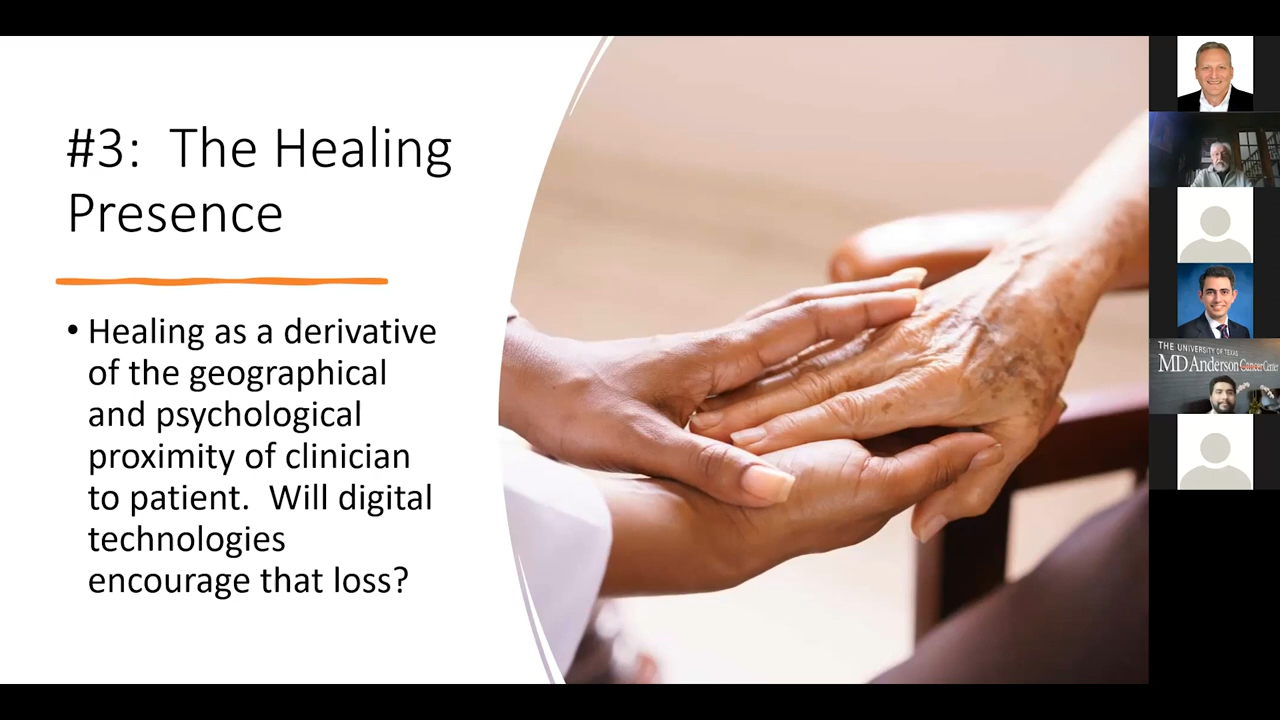 #3:  The Healing
Presence
• Healing as a derivative
of the geographical
and psychological
proximity of clinician
to patient.  Will digital
technologies
encourage that loss?
THE UNIVERSITY OF TEXAS
MD Anderson Cancer Center